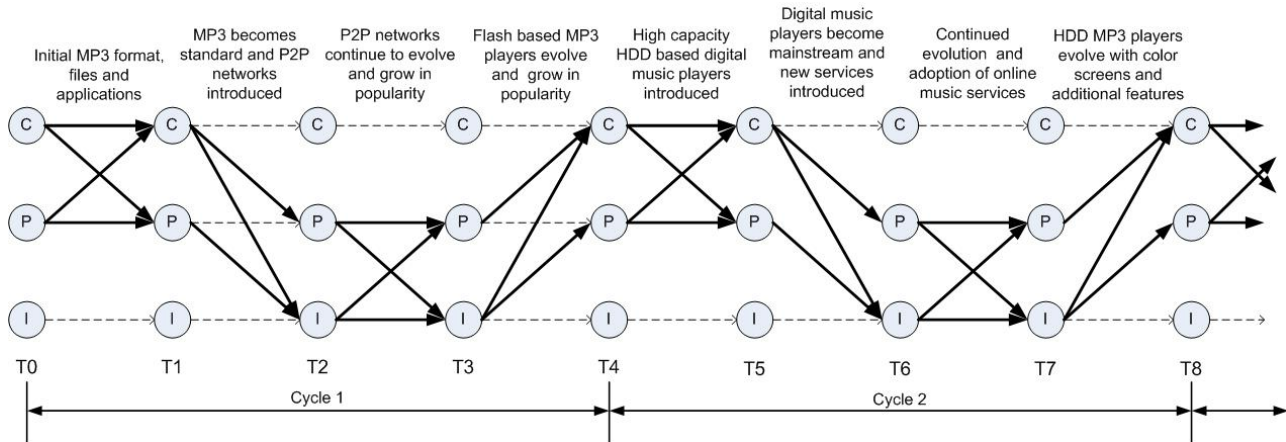 Initial MP3 format,
files and
applications
MP3 becomes
standard and P2P
networks
introduced
P2P networks
continue to evolve
and grow in
popularity
Flash based MP3
players evolve
and grow in
popularity
High capacity
HDD based digital
music players
introduced
Digital music
players become
mainstream and
new services
introduced
Continued
evolution and
adoption of online
music services
HDD MP3 players
evolve with color
screens and
additional features
C C C C C C C C C
P P P P P P P P P
I I I I I I I I I
T0 T1 T2 T3 T4 T5 T6 T7 T8
Cycle 1 Cycle 2